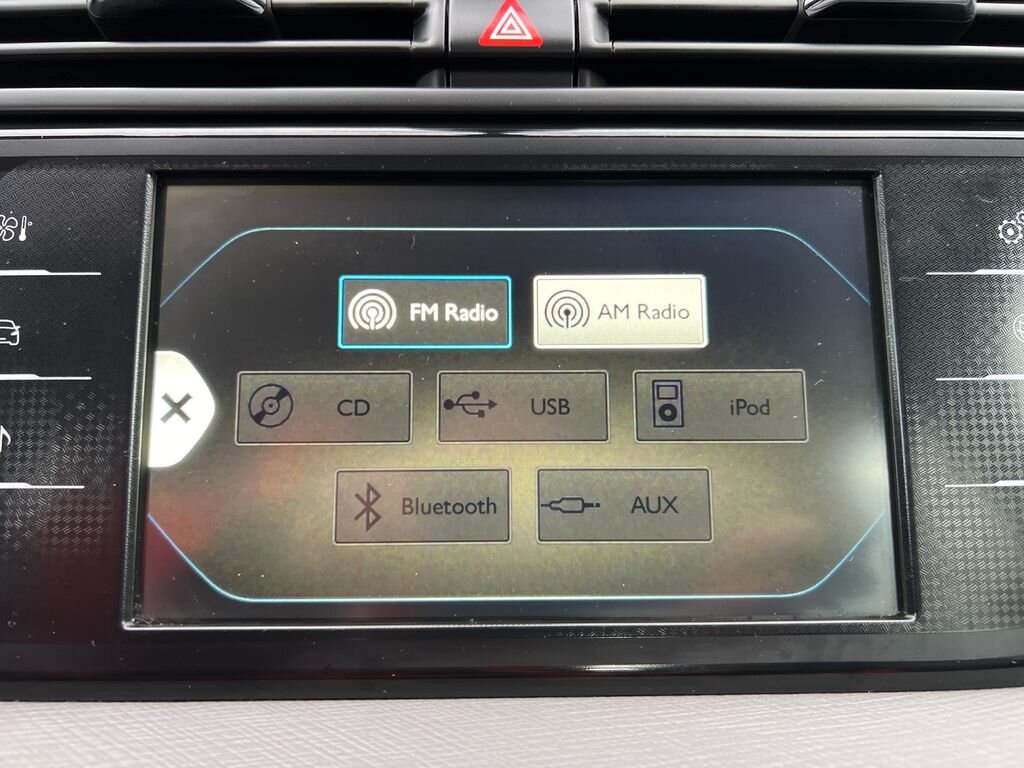 FM Radio
AM Radio
CD
USB
iPod
Bluetooth
AUX